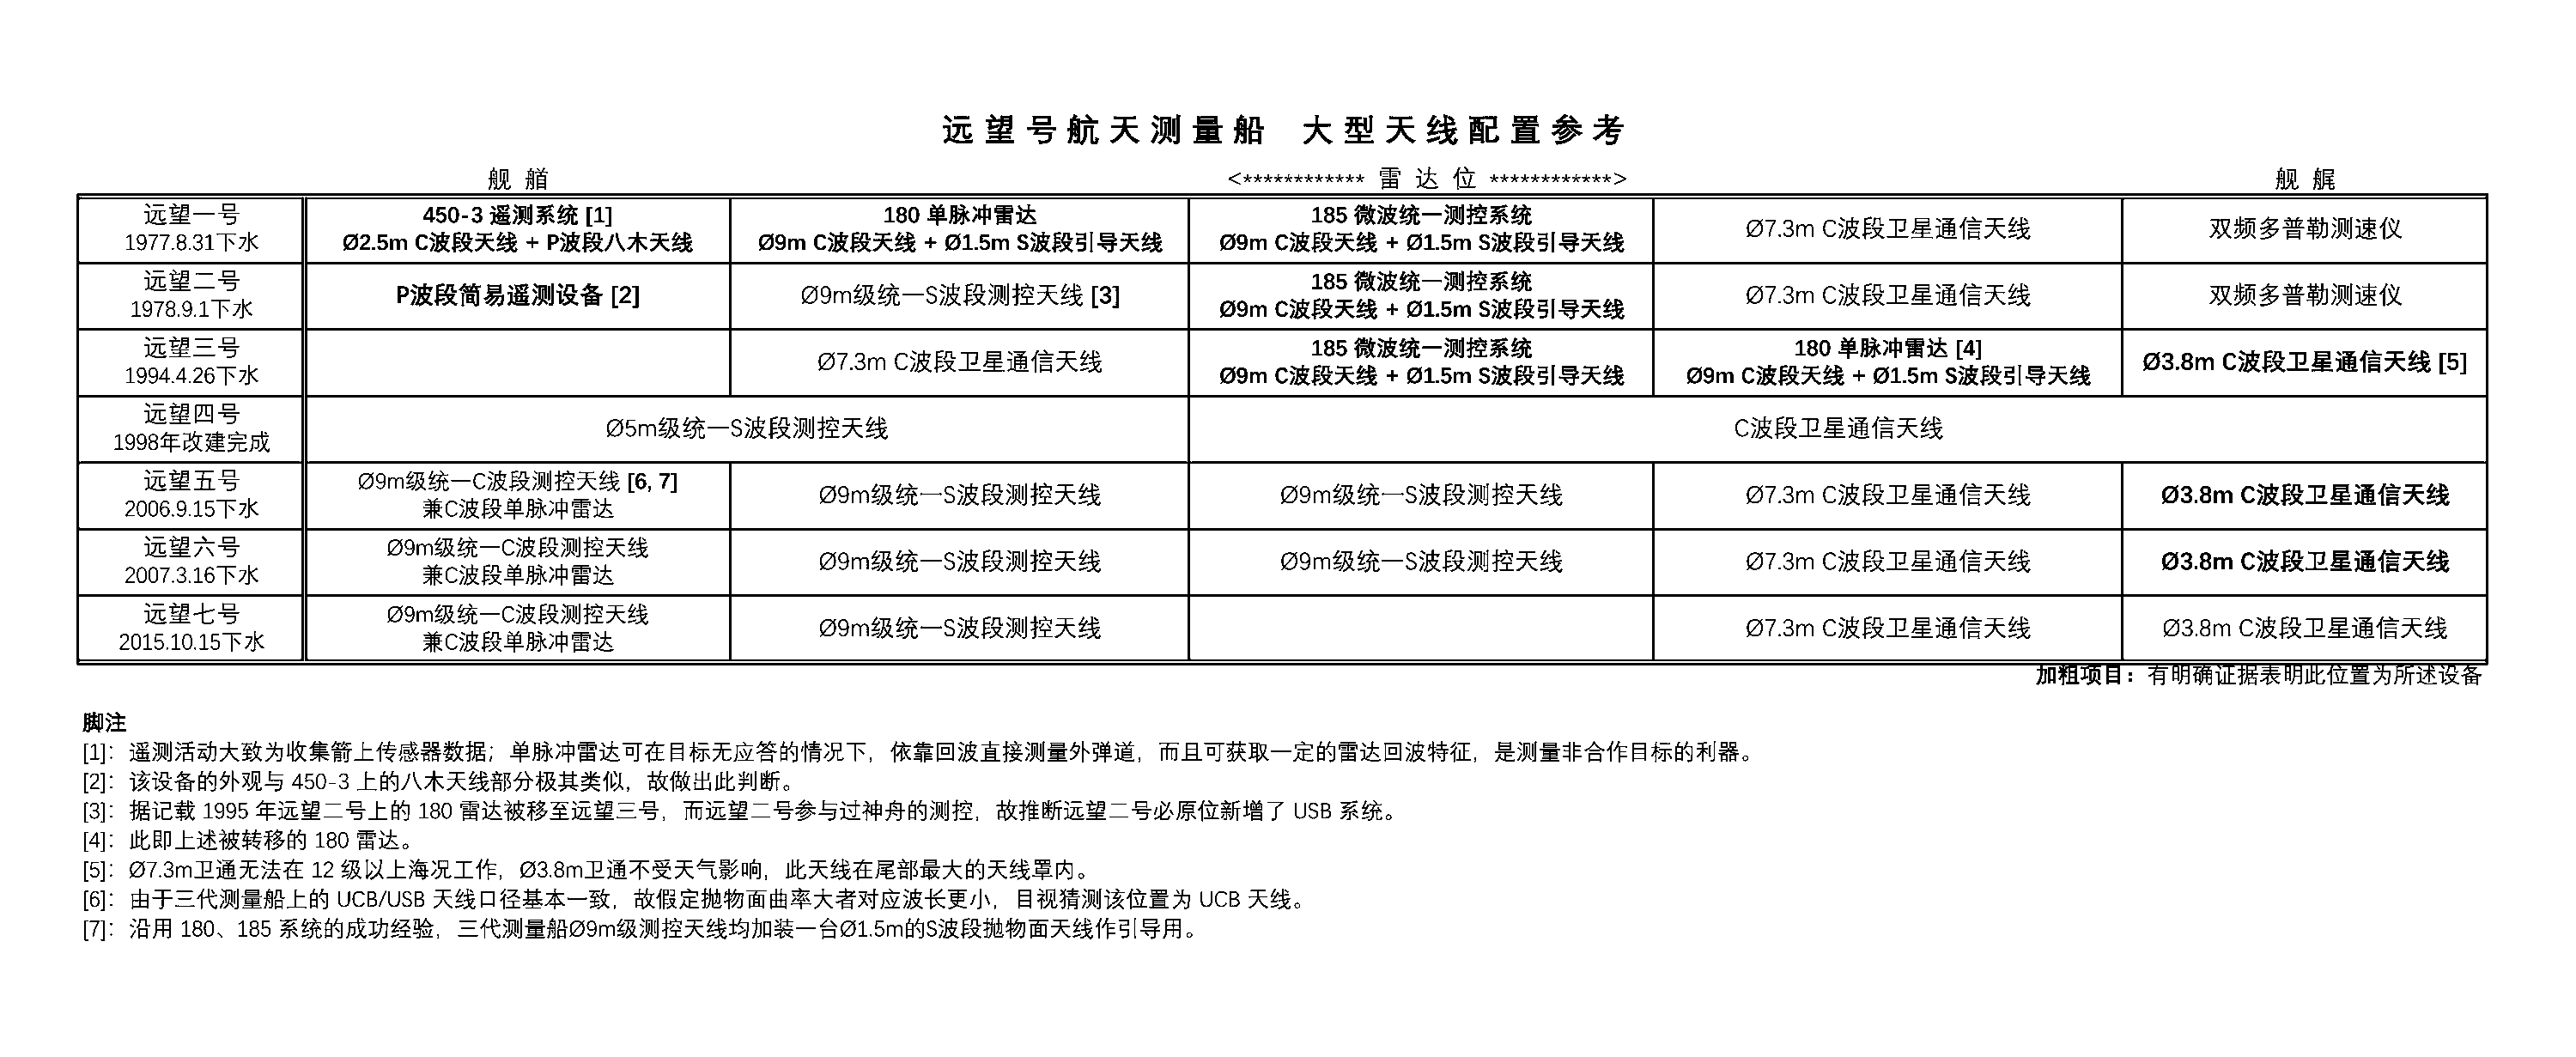 远望号航天测量船 大型天线配置参考
舰艏 <************ 雷达位 ************> 舰艉
远望一号
1977.8.31下水
450-3 遥测系统 [1]
Ø2.5m C波段天线 + P波段八木天线
180 单脉冲雷达
Ø9m C波段天线 + Ø1.5m S波段引导天线
185 微波统一测控系统
Ø9m C波段天线 + Ø1.5m S波段引导天线
Ø7.3m C波段卫星通信天线
双频多普勒测速仪
远望二号
1978.9.1下水
P波段简易遥测设备 [2]
Ø9m级统一S波段测控天线 [3]
185 微波统一测控系统
Ø9m C波段天线 + Ø1.5m S波段引导天线
Ø7.3m C波段卫星通信天线
双频多普勒测速仪
远望三号
1994.4.26下水
Ø7.3m C波段卫星通信天线
185 微波统一测控系统
Ø9m C波段天线 + Ø1.5m S波段引导天线
180 单脉冲雷达 [4]
Ø9m C波段天线 + Ø1.5m S波段引导天线
Ø3.8m C波段卫星通信天线 [5]
远望四号
1998年改建完成
Ø5m级统一S波段测控天线
C波段卫星通信天线
远望五号
2006.9.15下水
Ø9m级统一C波段测控天线 [6, 7]
兼C波段单脉冲雷达
Ø9m级统一S波段测控天线
Ø9m级统一S波段测控天线
Ø7.3m C波段卫星通信天线
Ø3.8m C波段卫星通信天线
远望六号
2007.3.16下水
Ø9m级统一C波段测控天线
兼C波段单脉冲雷达
Ø9m级统一S波段测控天线
Ø9m级统一S波段测控天线
Ø7.3m C波段卫星通信天线
Ø3.8m C波段卫星通信天线
远望七号
2015.10.15下水
Ø9m级统一C波段测控天线
兼C波段单脉冲雷达
Ø9m级统一S波段测控天线
Ø7.3m C波段卫星通信天线
Ø3.8m C波段卫星通信天线
加粗项目：有明确证据表明此位置为所述设备
脚注
[1]：遥测活动大致为收集箭上传感器数据；单脉冲雷达可在目标无应答的情况下，依靠回波直接测量外弹道，而且可获取一定的雷达回波特征，是测量非合作目标的利器。
[2]：该设备的外观与 450-3 上的八木天线部分极其类似，故做出此判断。
[3]：据记载 1995 年远望二号上的 180 雷达被移至远望三号，而远望二号参与过神舟的测控，故推断远望二号必原位新增了 USB 系统。
[4]：此即上述被转移的 180 雷达。
[5]：Ø7.3m卫通无法在 12 级以上海况工作，Ø3.8m卫通不受天气影响，此天线在尾部最大的天线罩内。
[6]：由于三代测量船上的 UCB/USB 天线口径基本一致，故假定抛物面曲率大者对应波长更小，目视猜测该位置为 UCB 天线。
[7]：沿用 180、185 系统的成功经验，三代测量船Ø9m级测控天线均加装一台Ø1.5m的S波段抛物面天线作引导用。